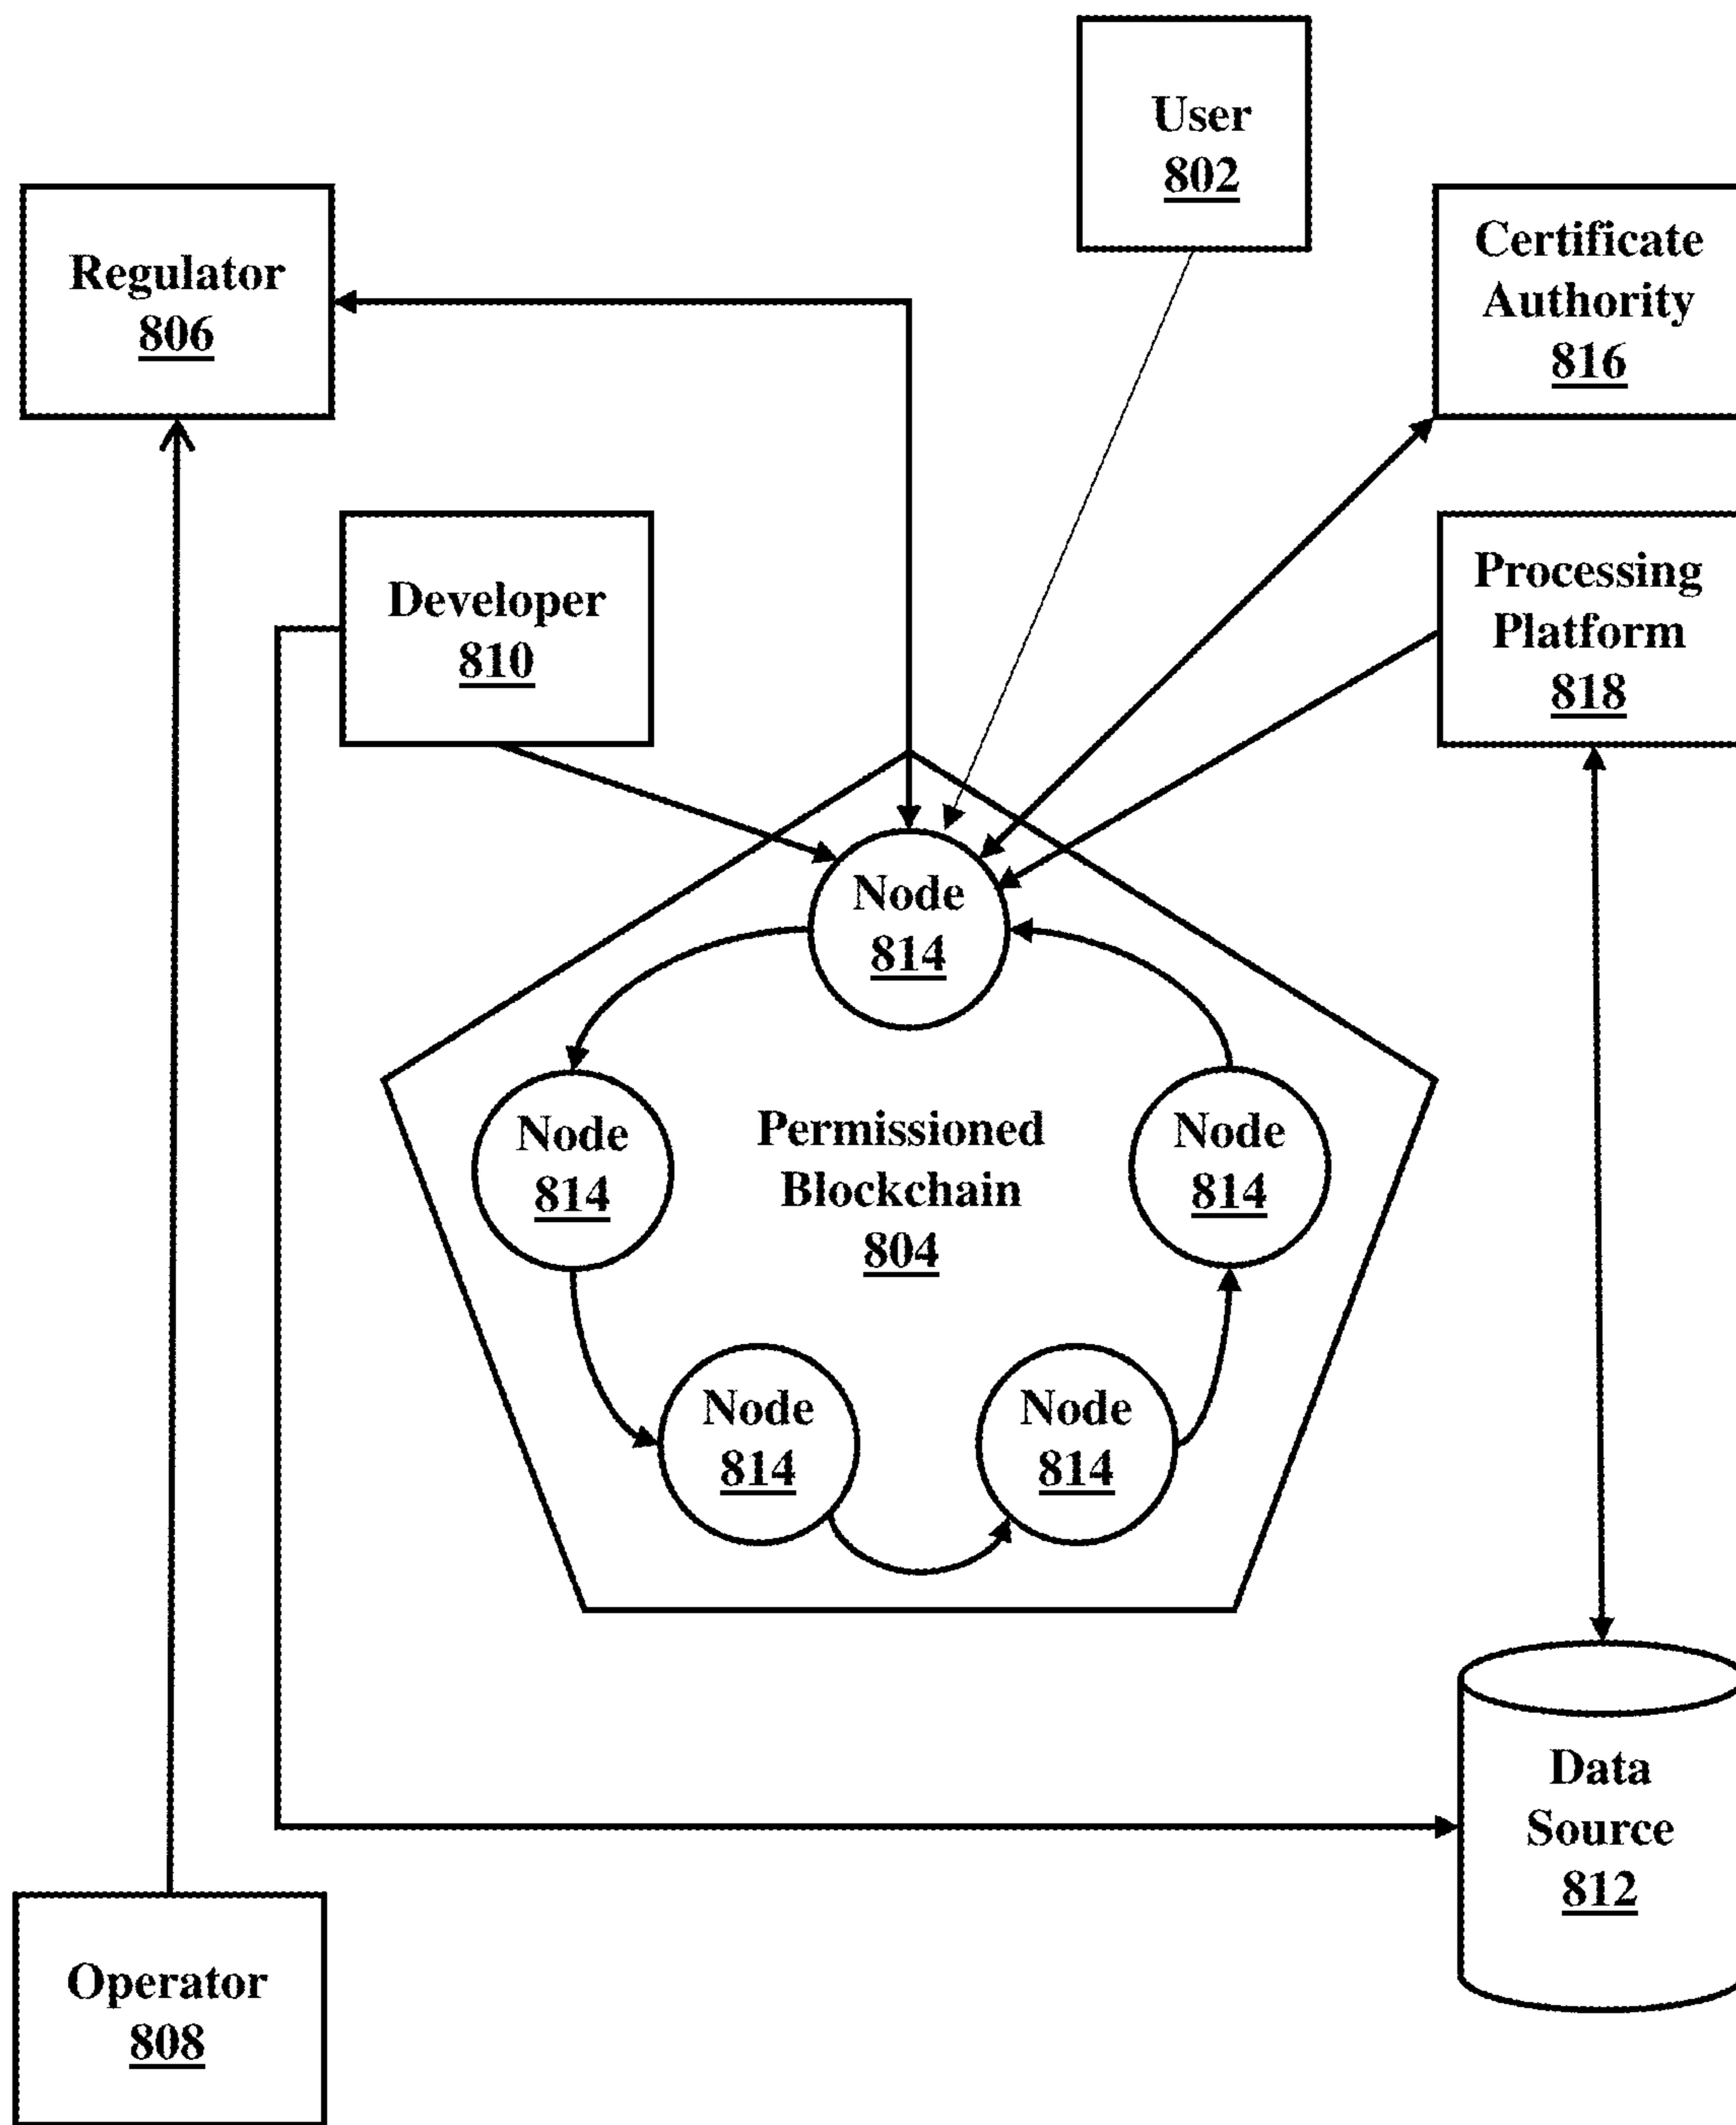 User
802
Regulator
806
Certificate
Authority
816
Developer
810
Processing
Platform
818
Node
814
Node
814
Permissioned
Blockchain
804
Node
814
Node
814
Node
814
Data
Source
812
Operator
808